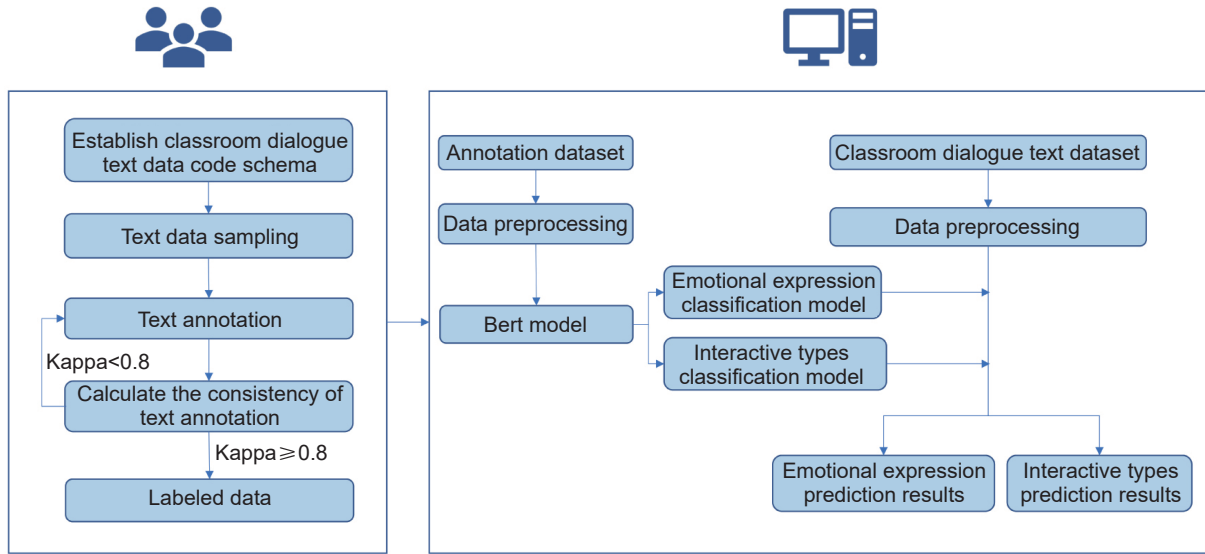 Establish classroom dialogue
text data code schema
Text data sampling
Text annotation
Kappa<0.8
Calculate the consistency of
text annotation
Kappa⩾0.8
Labeled data
Annotation dataset
Data preprocessing
Bert model
Emotional expression
classification model
Interactive types
classification model
Classroom dialogue text dataset
Data preprocessing
Emotional expression
prediction results
Interactive types
prediction results